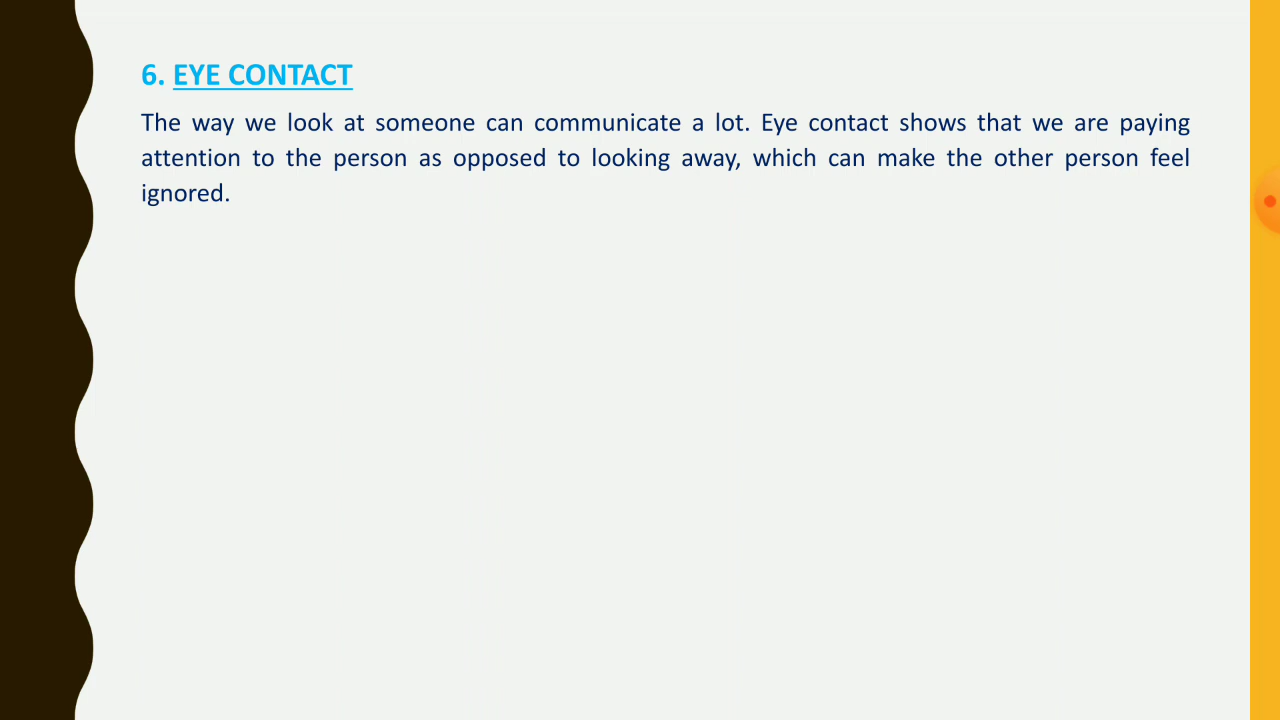 6. EYE CONTACT
The way we look at someone can communicate a lot. Eye contact shows that we are paying
attention to the person as opposed to looking away, which can make the other person feel
ignored.